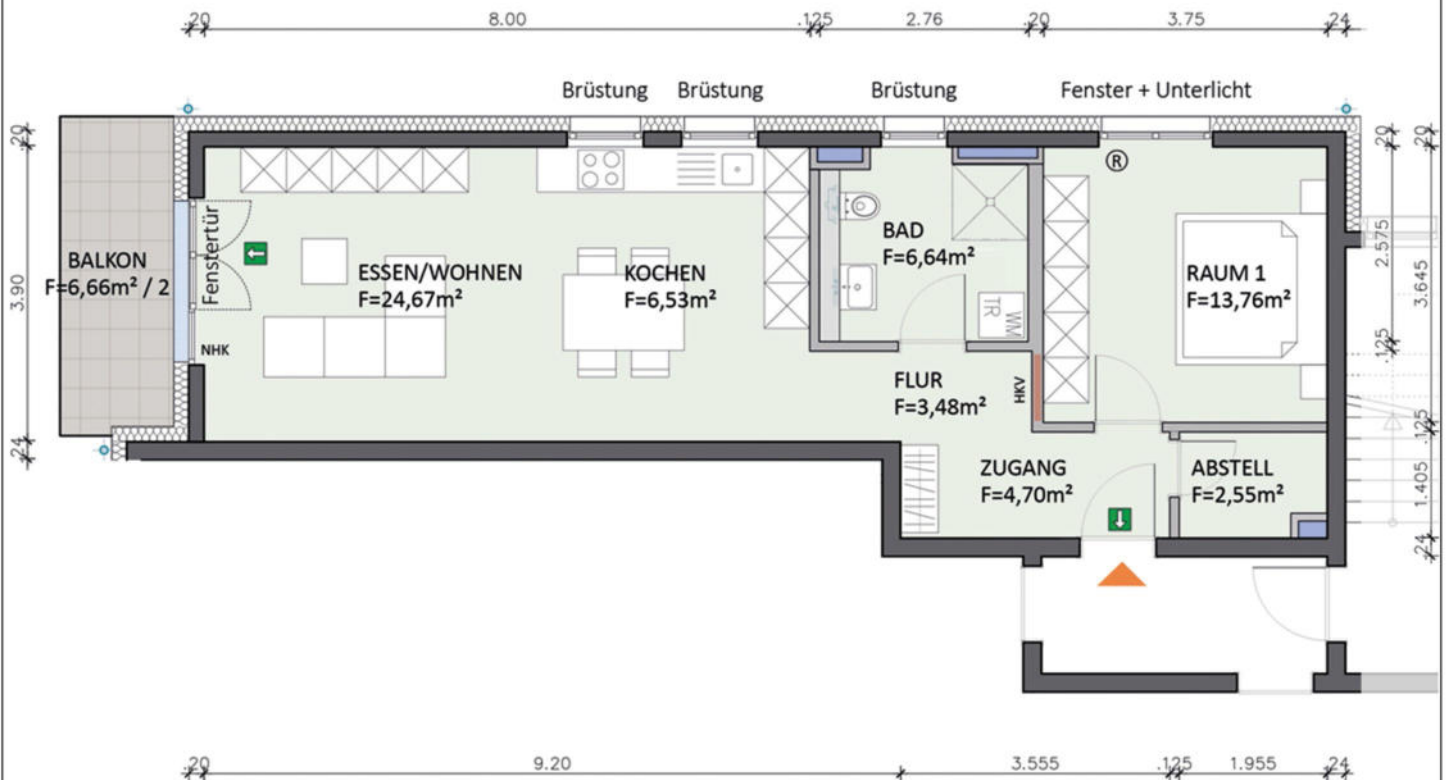 .20 8.00 .125 2.76 .20 3.75 .24
Brüstung Brüstung Brüstung Fenster + Unterlicht
.20
3.90
.24
BALKON
F=6,66m² / 2
Fenstertür
NHK
ESSEN/WOHNEN
F=24,67m²
KOCHEN
F=6,53m²
BAD
F=6,64m²
WM
TR
®
RAUM 1
F=13,76m²
FLUR
F=3,48m²
HKV
ZUGANG
F=4,70m²
ABSTELL
F=2,55m²
.20
2.575
.125
.20
3.645
.125
1.405
.24
.20 9.20 3.555 .125 1.955 .24